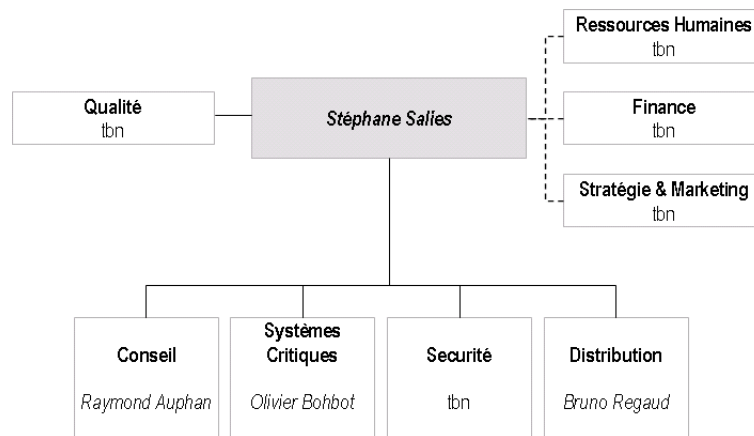 Ressources Humaines
tbn
Qualité
tbn
Stéphane Salies
Finance
tbn
Stratégie & Marketing
tbn
Conseil
Raymond Auphan
Systèmes
Critiques
Olivier Bohbot
Securité
tbn
Distribution
Bruno Regaud